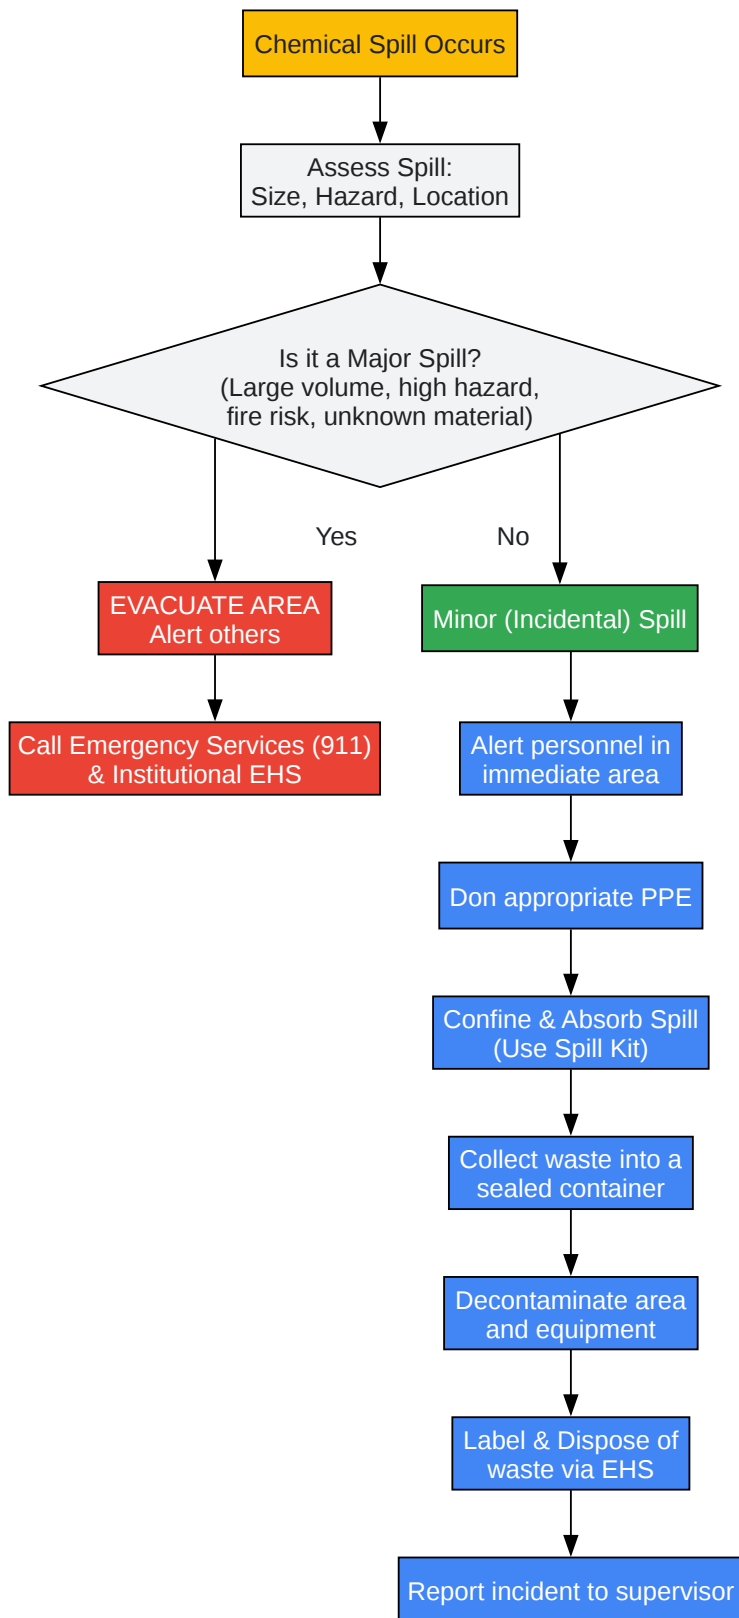 Chemical Spill Occurs
Assess Spill:
Size, Hazard, Location
Is it a Major Spill?
(Large volume, high hazard,
fire risk, unknown material)
Yes
No
EVACUATE AREA
Alert others
Call Emergency Services (911)
& Institutional EHS
Minor (Incidental) Spill
Alert personnel in
immediate area
Don appropriate PPE
Confine & Absorb Spill
(Use Spill Kit)
Collect waste into a
sealed container
Decontaminate area
and equipment
Label & Dispose of
waste via EHS
Report incident to supervisor